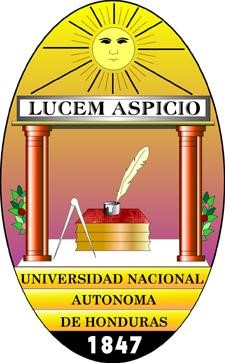 LUCEM ASPICIO
UNIVERSIDAD NACIONAL
AUTONOMA
DE HONDURAS
1847